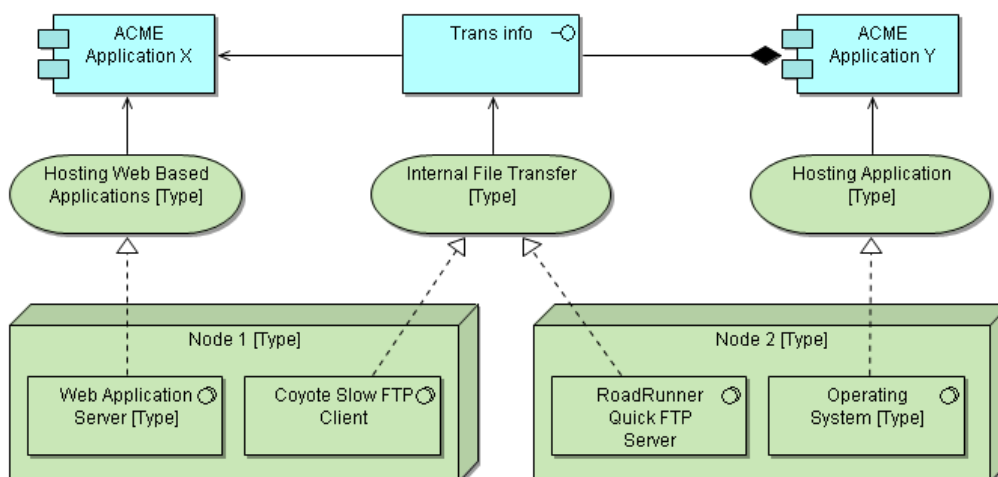 ACME
Application X
Trans info
ACME
Application Y
Hosting Web Based
Applications [Type]
Internal File Transfer
[Type]
Hosting Application
[Type]
Node 1 [Type]
Node 2 [Type]
Web Application
Server [Type]
Coyote Slow FTP
Client
RoadRunner
Quick FTP
Server
Operating
System [Type]